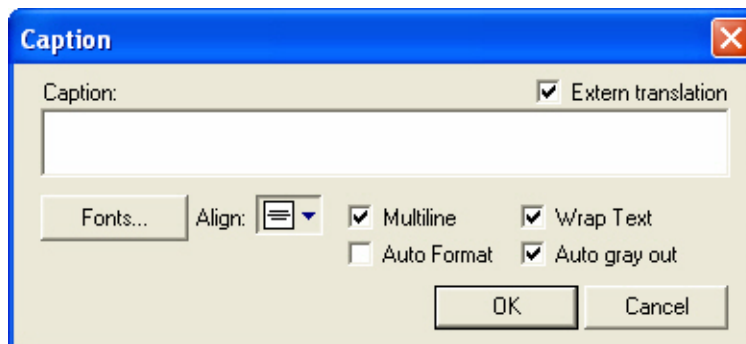 Caption
Caption: Extern translation
Fonts... Align: Multiline Wrap Text
Auto Format Auto gray out
OK Cancel